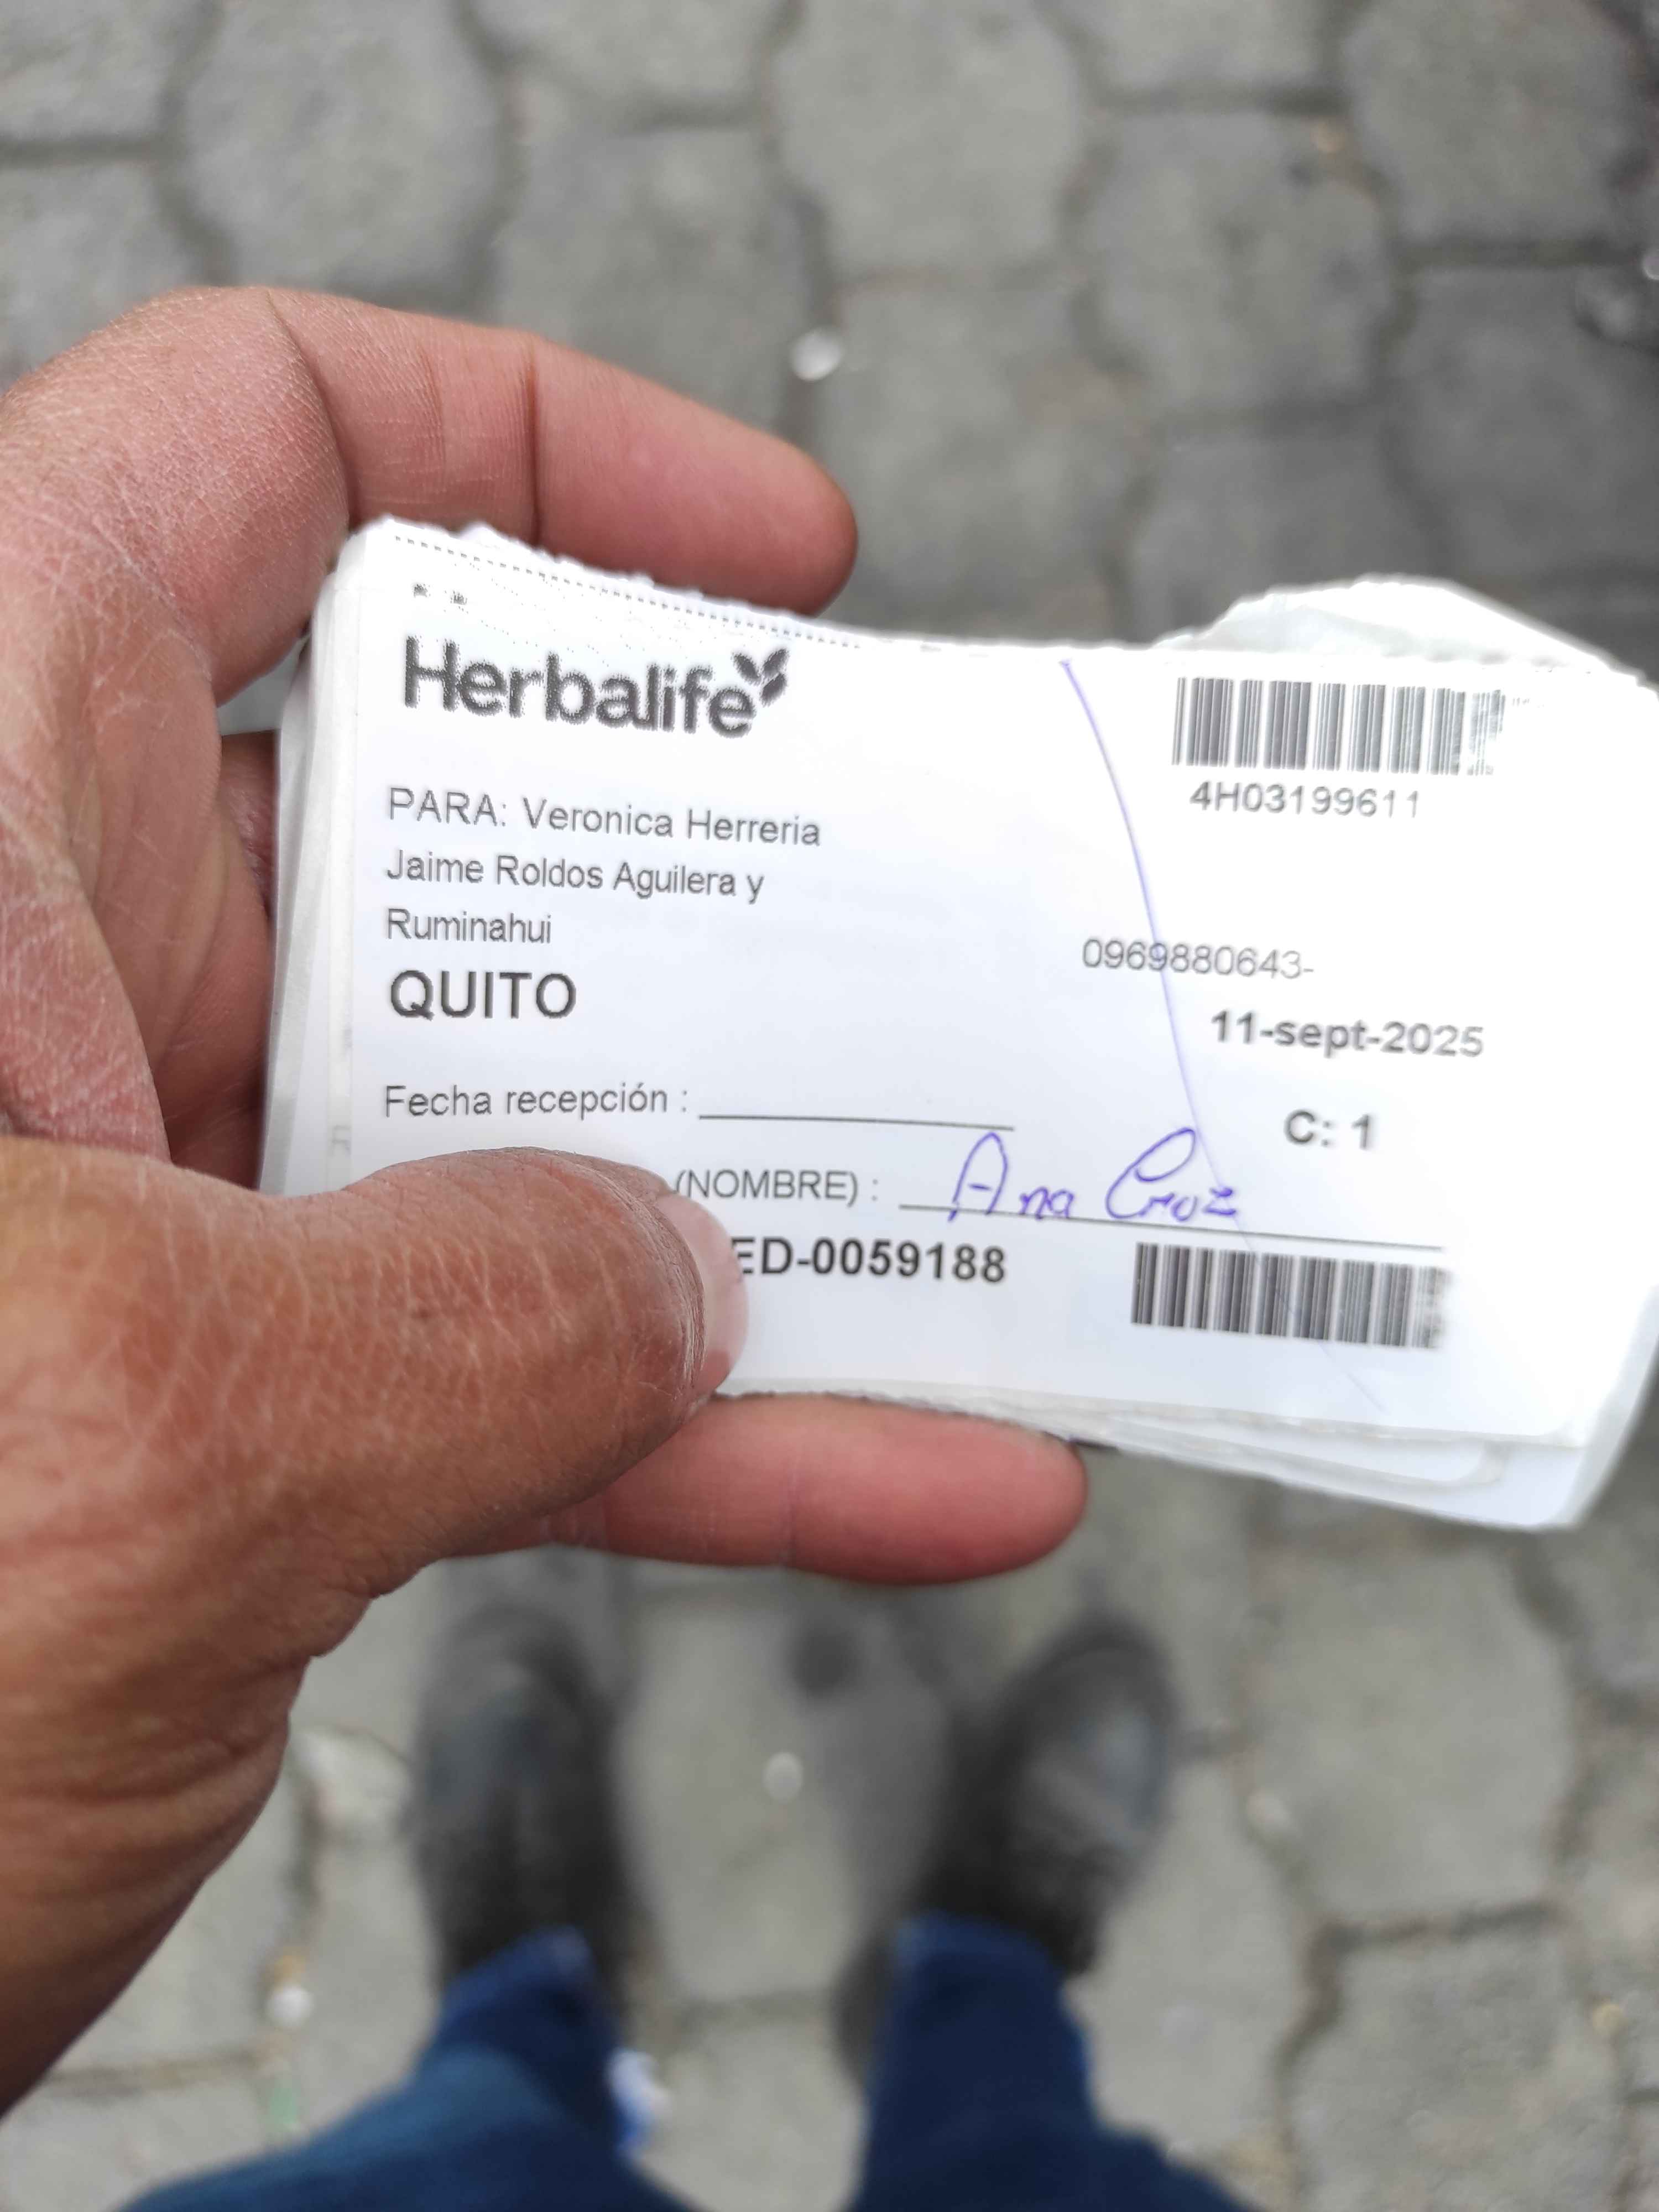 Herbalife
4H03199611
PARA: Veronica Herreria
Jaime Roldos Aguilera y
Ruminahui
0969880643-
QUITO
11-sept-2025
Fecha recepción :
C: 1
(NOMBRE) : Ana Cruz
ED-0059188